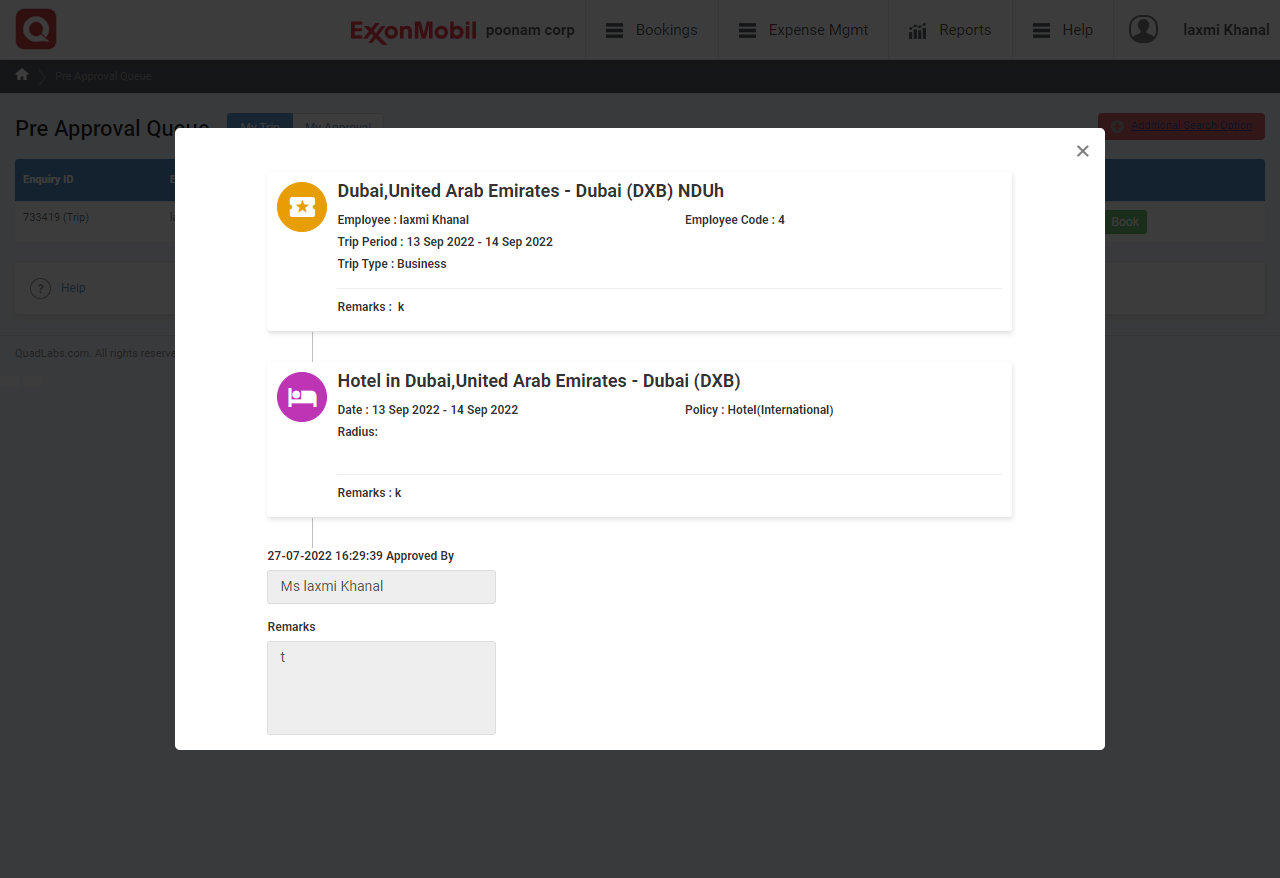 ExxonMobil poonam corp Bookings Expense Mgmt Reports Help laxmi Khanal
Pre Approval Queue
Pre Approval Queue My Trip My Approval Additional Search Option
Enquiry ID
733419 (Trip) Book
? Help
QuadLabs.com. All rights reserve
×
Dubai,United Arab Emirates - Dubai (DXB) NDUh
Employee : laxmi Khanal Employee Code : 4
Trip Period : 13 Sep 2022 - 14 Sep 2022
Trip Type : Business
Remarks : k
Hotel in Dubai,United Arab Emirates - Dubai (DXB)
Date : 13 Sep 2022 - 14 Sep 2022 Policy : Hotel(International)
Radius:
Remarks : k
27-07-2022 16:29:39 Approved By
Ms laxmi Khanal
Remarks
t